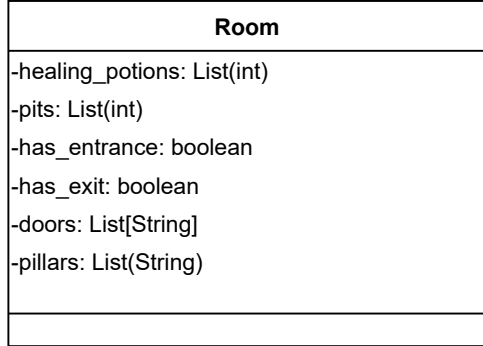 Room
-healing_potions: List(int)
-pits: List(int)
-has_entrance: boolean
-has_exit: boolean
-doors: List[String]
-pillars: List(String)